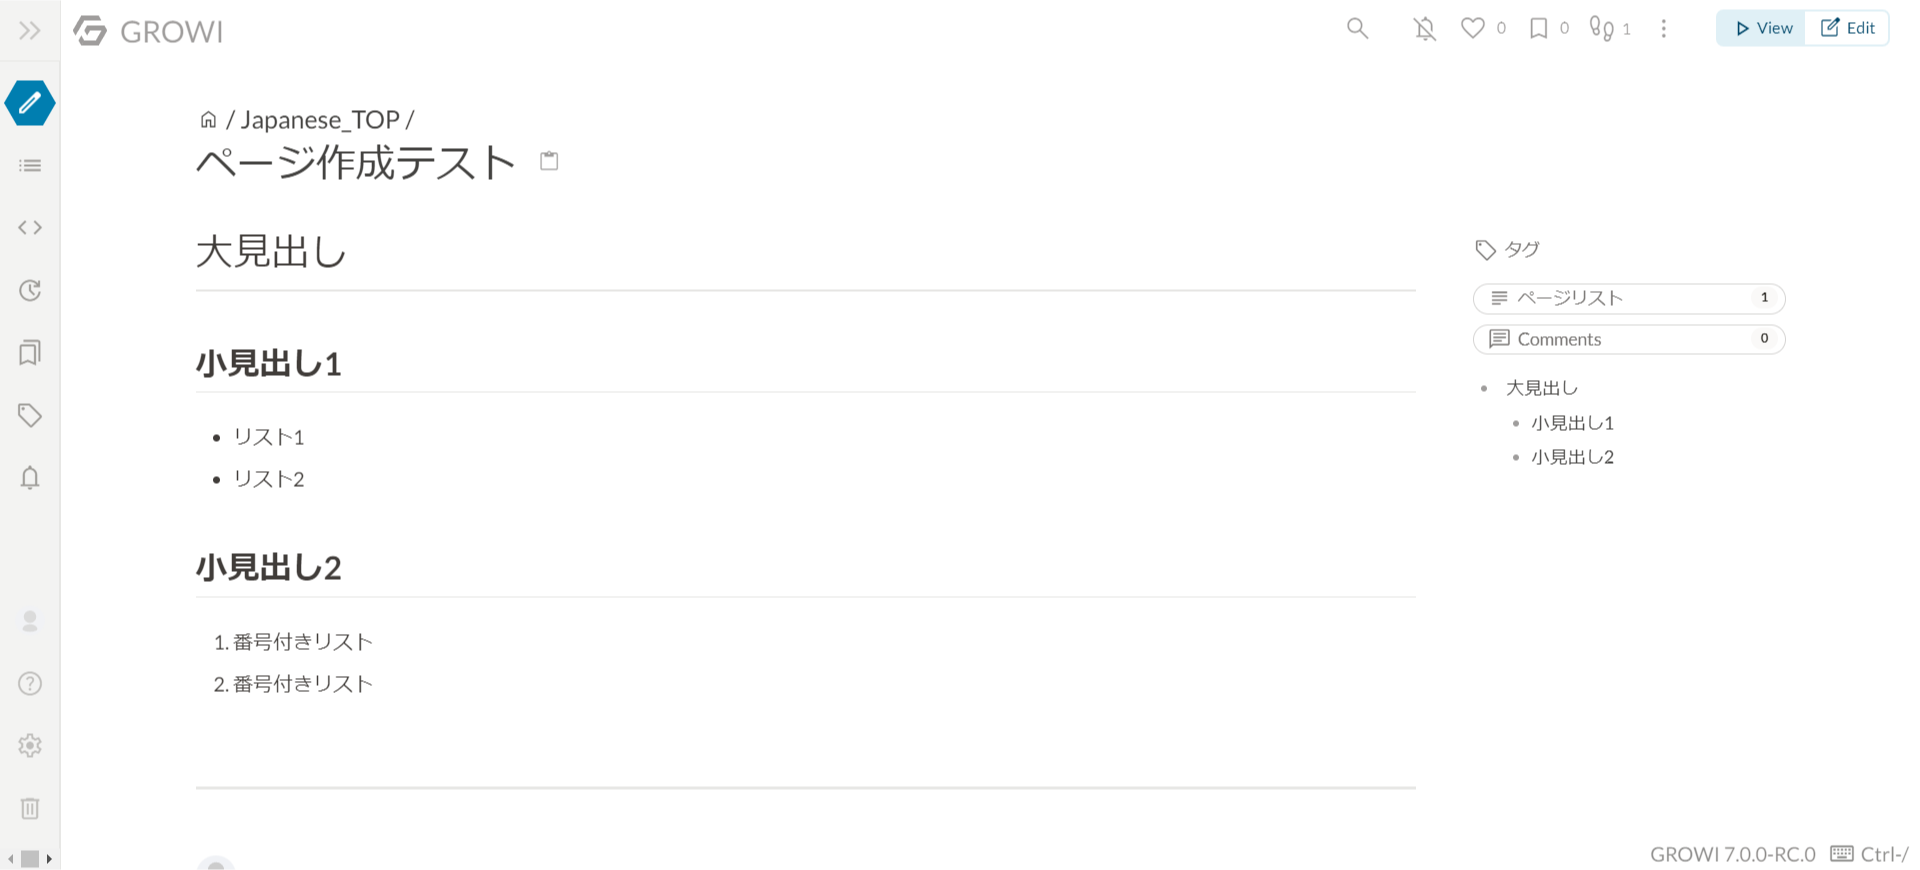 GROWI
0
0
1
View
Edit
/ Japanese_TOP /
ページ作成テスト
大見出し
小見出し1
• リスト1
• リスト2
小見出し2
1. 番号付きリスト
2. 番号付きリスト
タグ
ページリスト 1
Comments 0
• 大見出し
• 小見出し1
• 小見出し2
GROWI 7.0.0-RC.0 Ctrl-/